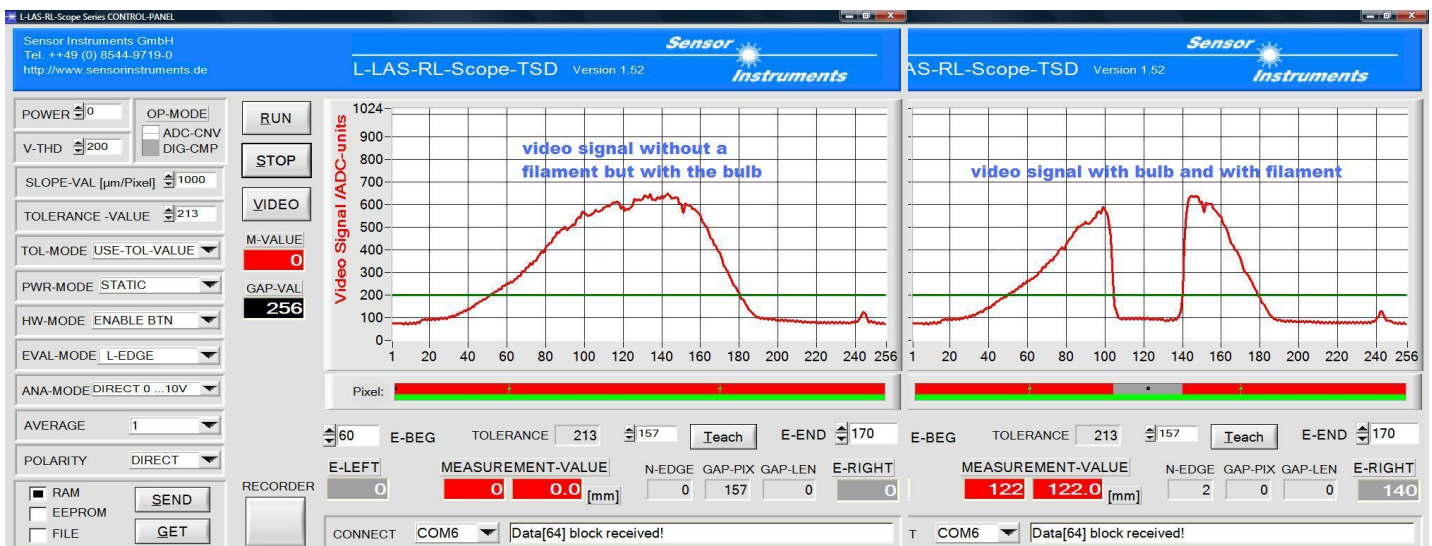 L-LAS-RL-Scope Series CONTROL-PANEL
Sensor Instruments GmbH
Tel. ++49 (0) 8544-9719-0
http://www.sensorinstruments.de
L-LAS-RL-Scope-TSD Version 1.52
Sensor
Instruments
AS-RL-Scope-TSD Version 1.52
Sensor
Instruments
POWER 0
OP-MODE
ADC-CNV
DIG-CMP
V-THD 200
SLOPE-VAL [µm/Pixel] 1000
TOLERANCE -VALUE 213
TOL-MODE USE-TOL-VALUE
PWR-MODE STATIC
HW-MODE ENABLE BTN
EVAL-MODE L-EDGE
ANA-MODE DIRECT 0 ...10V
AVERAGE 1
POLARITY DIRECT
RAM
EEPROM
FILE
SEND
GET
RUN
STOP
VIDEO
M-VALUE
0
GAP-VAL
256
RECORDER
Video Signal /ADC-units
1024
900
800
700
600
500
400
300
200
100
0
video signal without a
filament but with the bulb
1 20 40 60 80 100 120 140 160 180 200 220 240 256
video signal with bulb and with filament
1 20 40 60 80 100 120 140 160 180 200 220 240 256
Pixel:
60 E-BEG TOLERANCE 213 157 Teach E-END 170
E-LEFT MEASUREMENT-VALUE N-EDGE GAP-PIX GAP-LEN E-RIGHT
0 0 0.0 [mm] 0 157 0 0
CONNECT COM6 Data[64] block received!
E-BEG TOLERANCE 213 157 Teach E-END 170
MEASUREMENT-VALUE N-EDGE GAP-PIX GAP-LEN E-RIGHT
122 122.0 [mm] 2 0 0 140
T COM6 Data[64] block received!